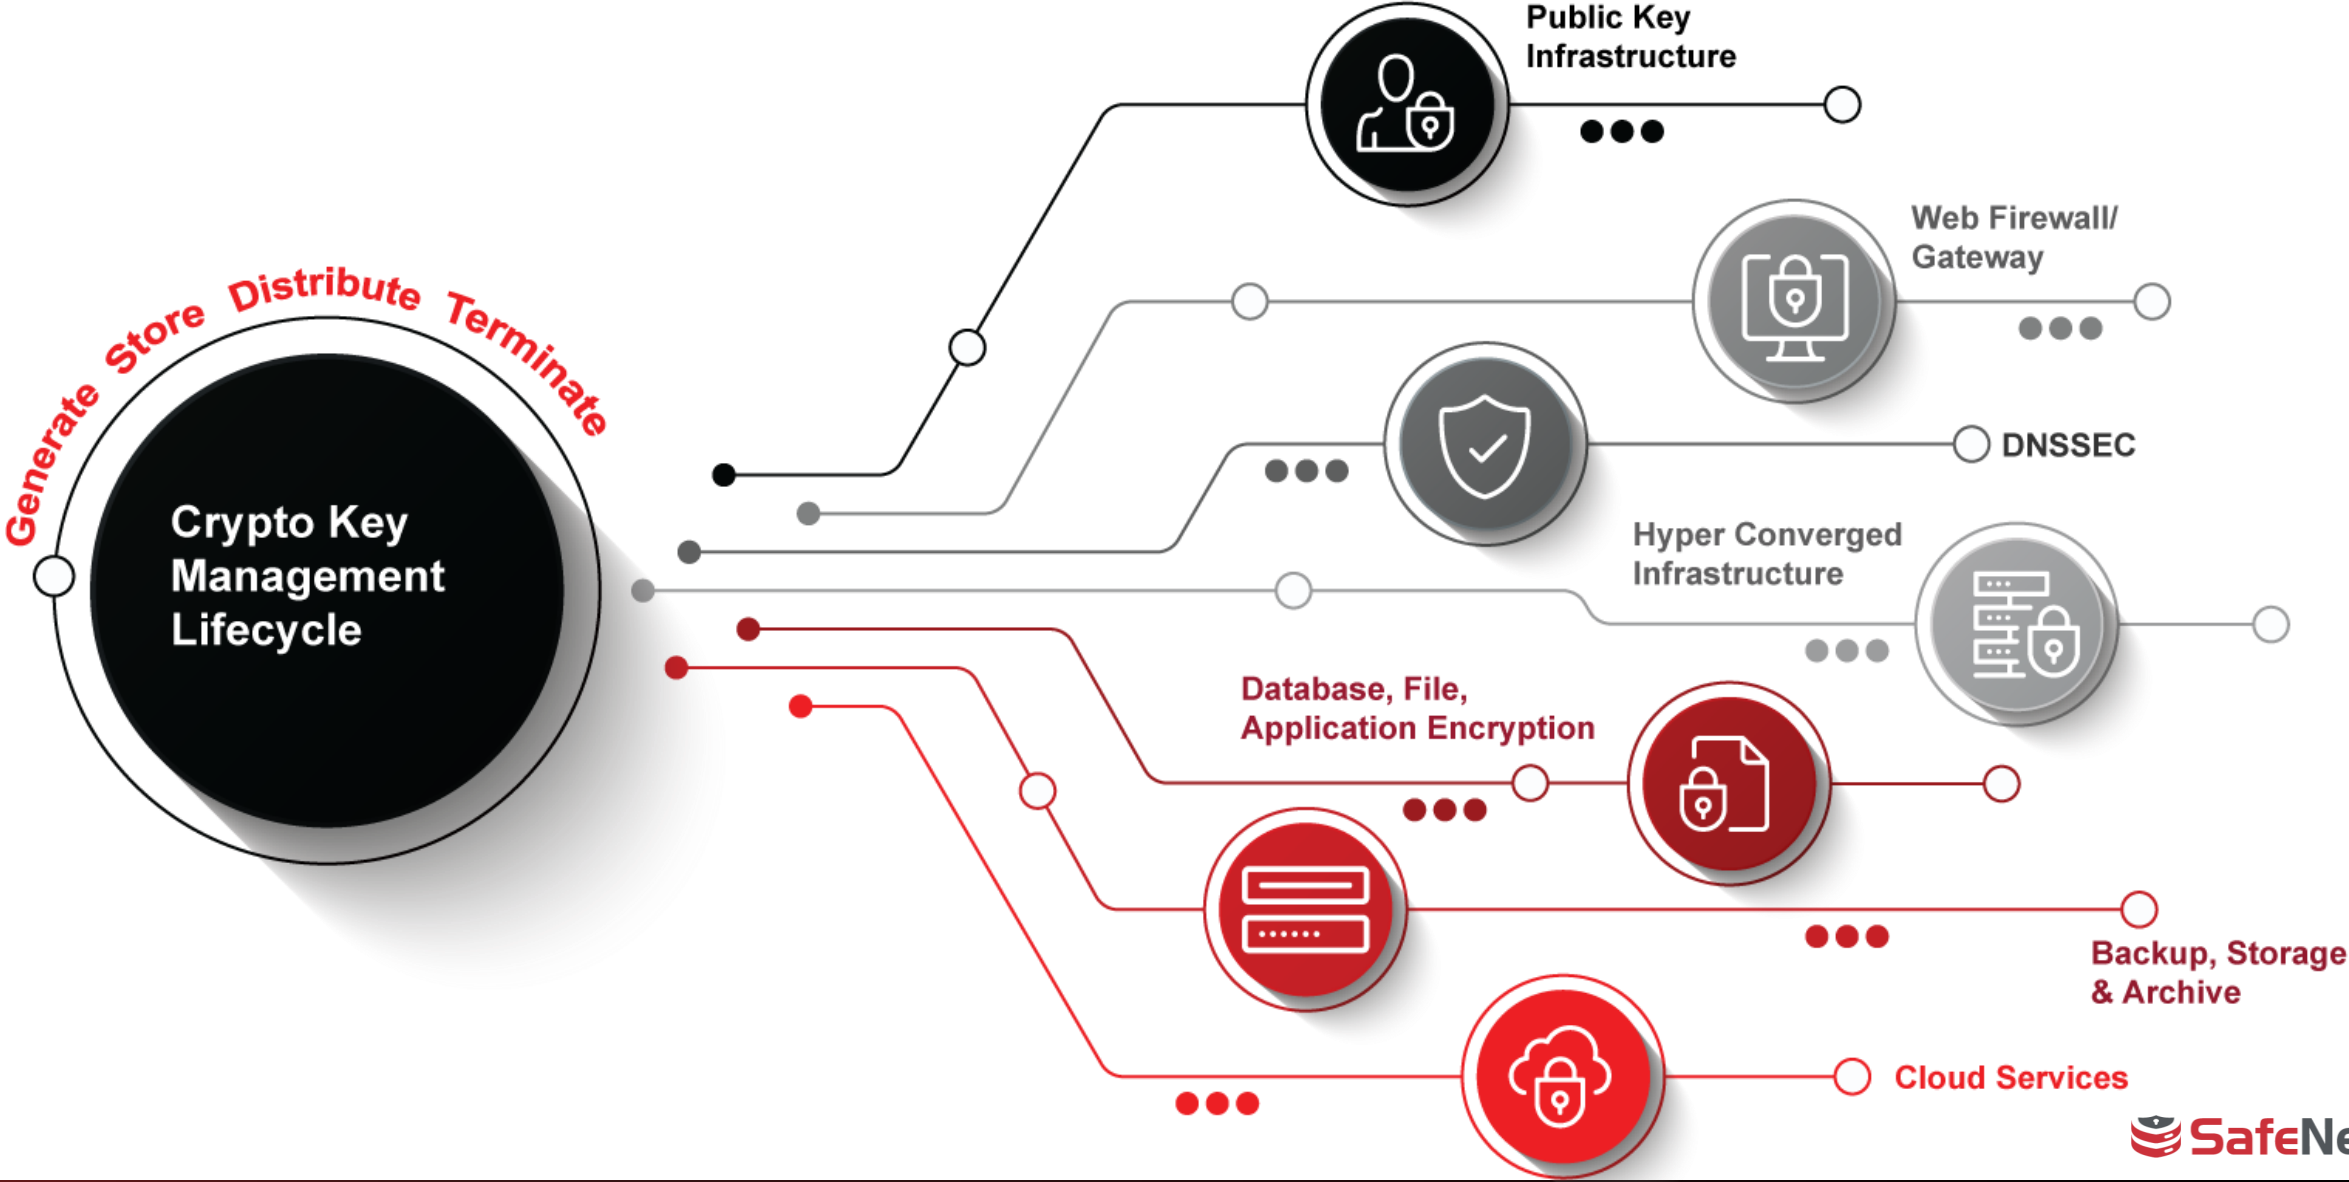 Generate Store Distribute Terminate
Crypto Key
Management
Lifecycle
Public Key
Infrastructure
Web Firewall/
Gateway
DNSSEC
Hyper Converged
Infrastructure
Database, File,
Application Encryption
Backup, Storage
& Archive
Cloud Services
SafeNe